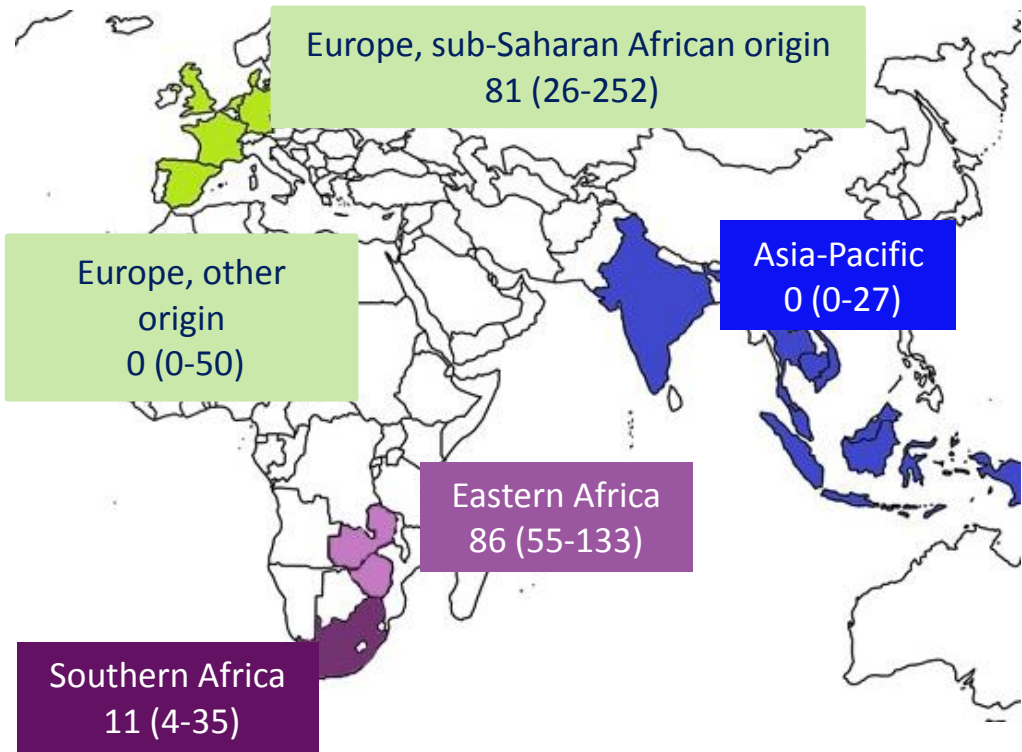 Europe, sub-Saharan African origin
81 (26-252)
Europe, other
origin
0 (0-50)
Asia-Pacific
0 (0-27)
Eastern Africa
86 (55-133)
Southern Africa
11 (4-35)